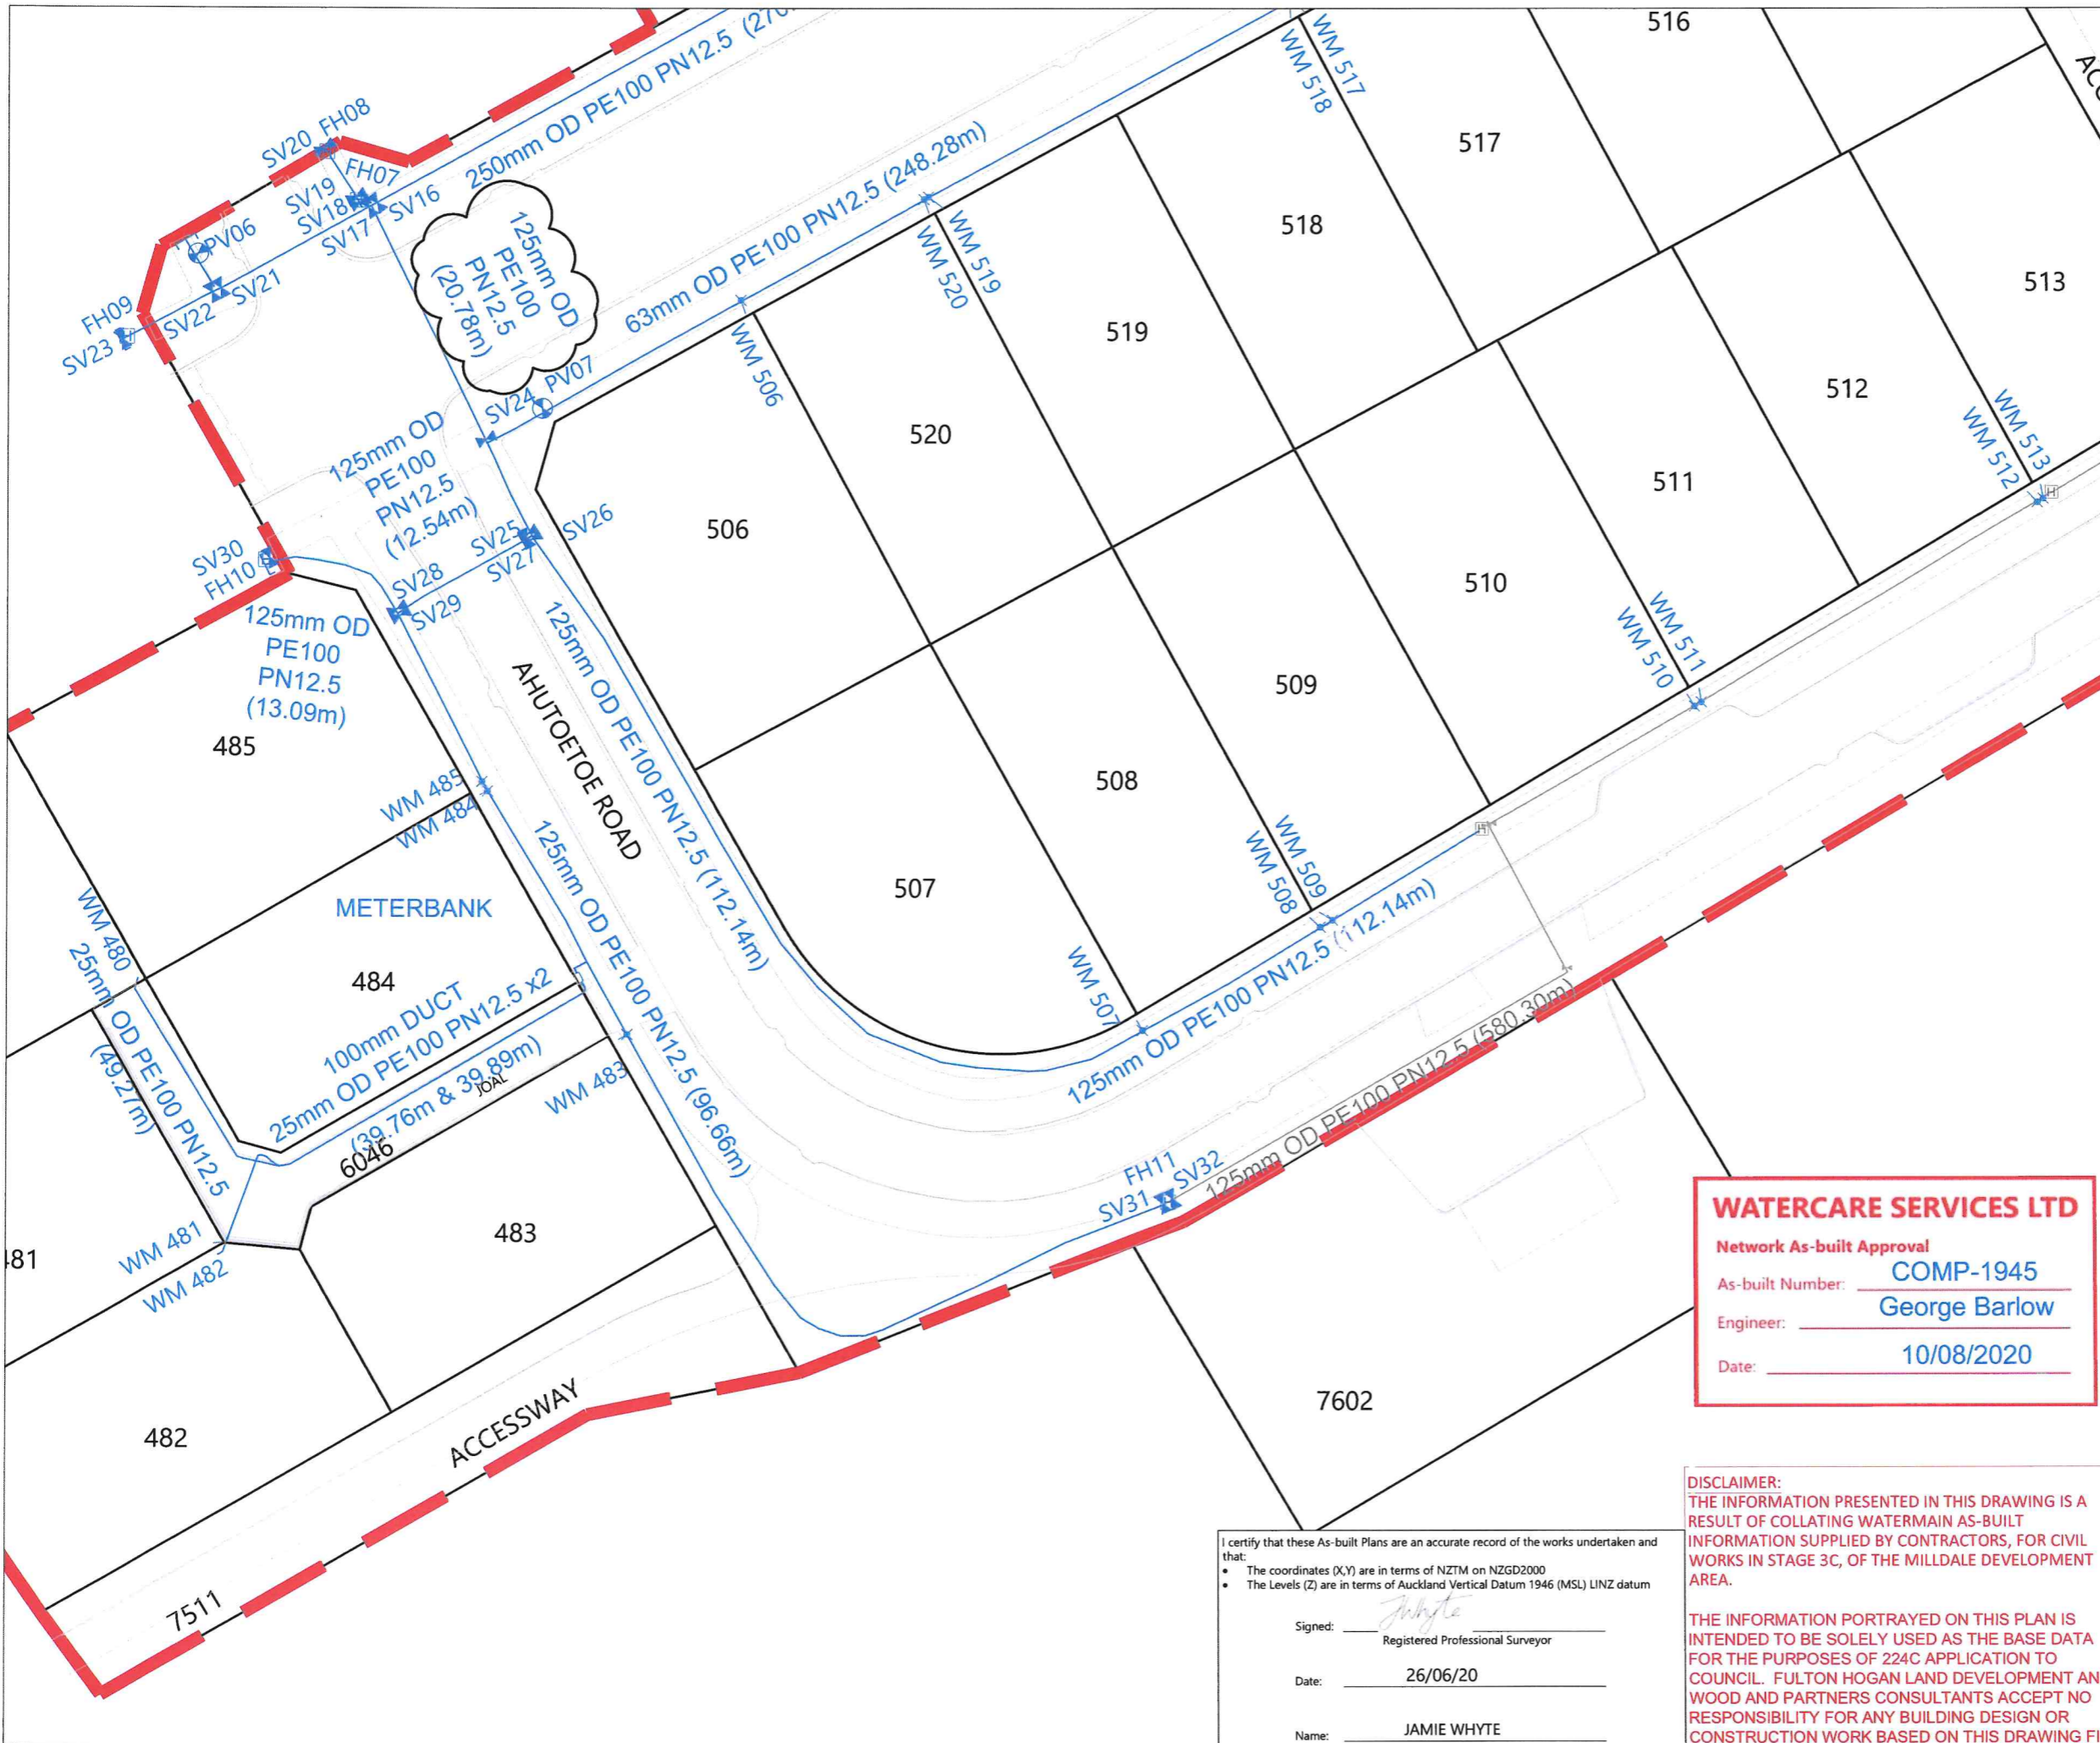 516
WM 517
WM 518
517
250mm OD PE100 PN12.5 (270
SV20 FH08
FH07
SV19
SV18
SV17
SV16
PV06
SV21
SV22
FH09
SV23
125mm OD
PE100
PN12.5
(20.78m)
63mm OD PE100 PN12.5 (248.28m)
WM 519
WM 520
518
513
519
WM 506
SV24 PV07
520
512
WM 513
WM 512
125mm OD
PE100
PN12.5
(12.54m)
SV25
SV26
SV27
506
511
H
SV30
FH10
SV28
SV29
125mm OD
PE100
PN12.5
(13.09m)
485
AHUTOETOE ROAD
125mm OD PE100 PN12.5 (112.14m)
510
WM 511
WM 510
509
508
507
WM 485
WM 484
125mm OD PE100 PN12.5 (96.66m)
H
WM 509
WM 508
WM 507
125mm OD PE100 PN12.5 (112.14m)
METERBANK
484
WM 480
25mm OD PE100 PN12.5
(49.27m)
100mm DUCT
25mm OD PE100 PN12.5 x2
(39.76m & 39.89m)
JOAL
6046
WM 483
125mm OD PE100 PN12.5 (580.30m)
FH11
SV31
SV32
483
WM 481
WM 482
481
482
ACCESSWAY
7511
7602
WATERCARE SERVICES LTD
Network As-built Approval
As-built Number: COMP-1945
Engineer: George Barlow
Date: 10/08/2020
I certify that these As-built Plans are an accurate record of the works undertaken and
that:
• The coordinates (X,Y) are in terms of NZTM on NZGD2000
• The Levels (Z) are in terms of Auckland Vertical Datum 1946 (MSL) LINZ datum
Signed: JWhyte
Registered Professional Surveyor
Date: 26/06/20
Name: JAMIE WHYTE
DISCLAIMER:
THE INFORMATION PRESENTED IN THIS DRAWING IS A
RESULT OF COLLATING WATERMAIN AS-BUILT
INFORMATION SUPPLIED BY CONTRACTORS, FOR CIVIL
WORKS IN STAGE 3C, OF THE MILLDALE DEVELOPMENT
AREA.
THE INFORMATION PORTRAYED ON THIS PLAN IS
INTENDED TO BE SOLELY USED AS THE BASE DATA
FOR THE PURPOSES OF 224C APPLICATION TO
COUNCIL. FULTON HOGAN LAND DEVELOPMENT AN
WOOD AND PARTNERS CONSULTANTS ACCEPT NO
RESPONSIBILITY FOR ANY BUILDING DESIGN OR
CONSTRUCTION WORK BASED ON THIS DRAWING FI